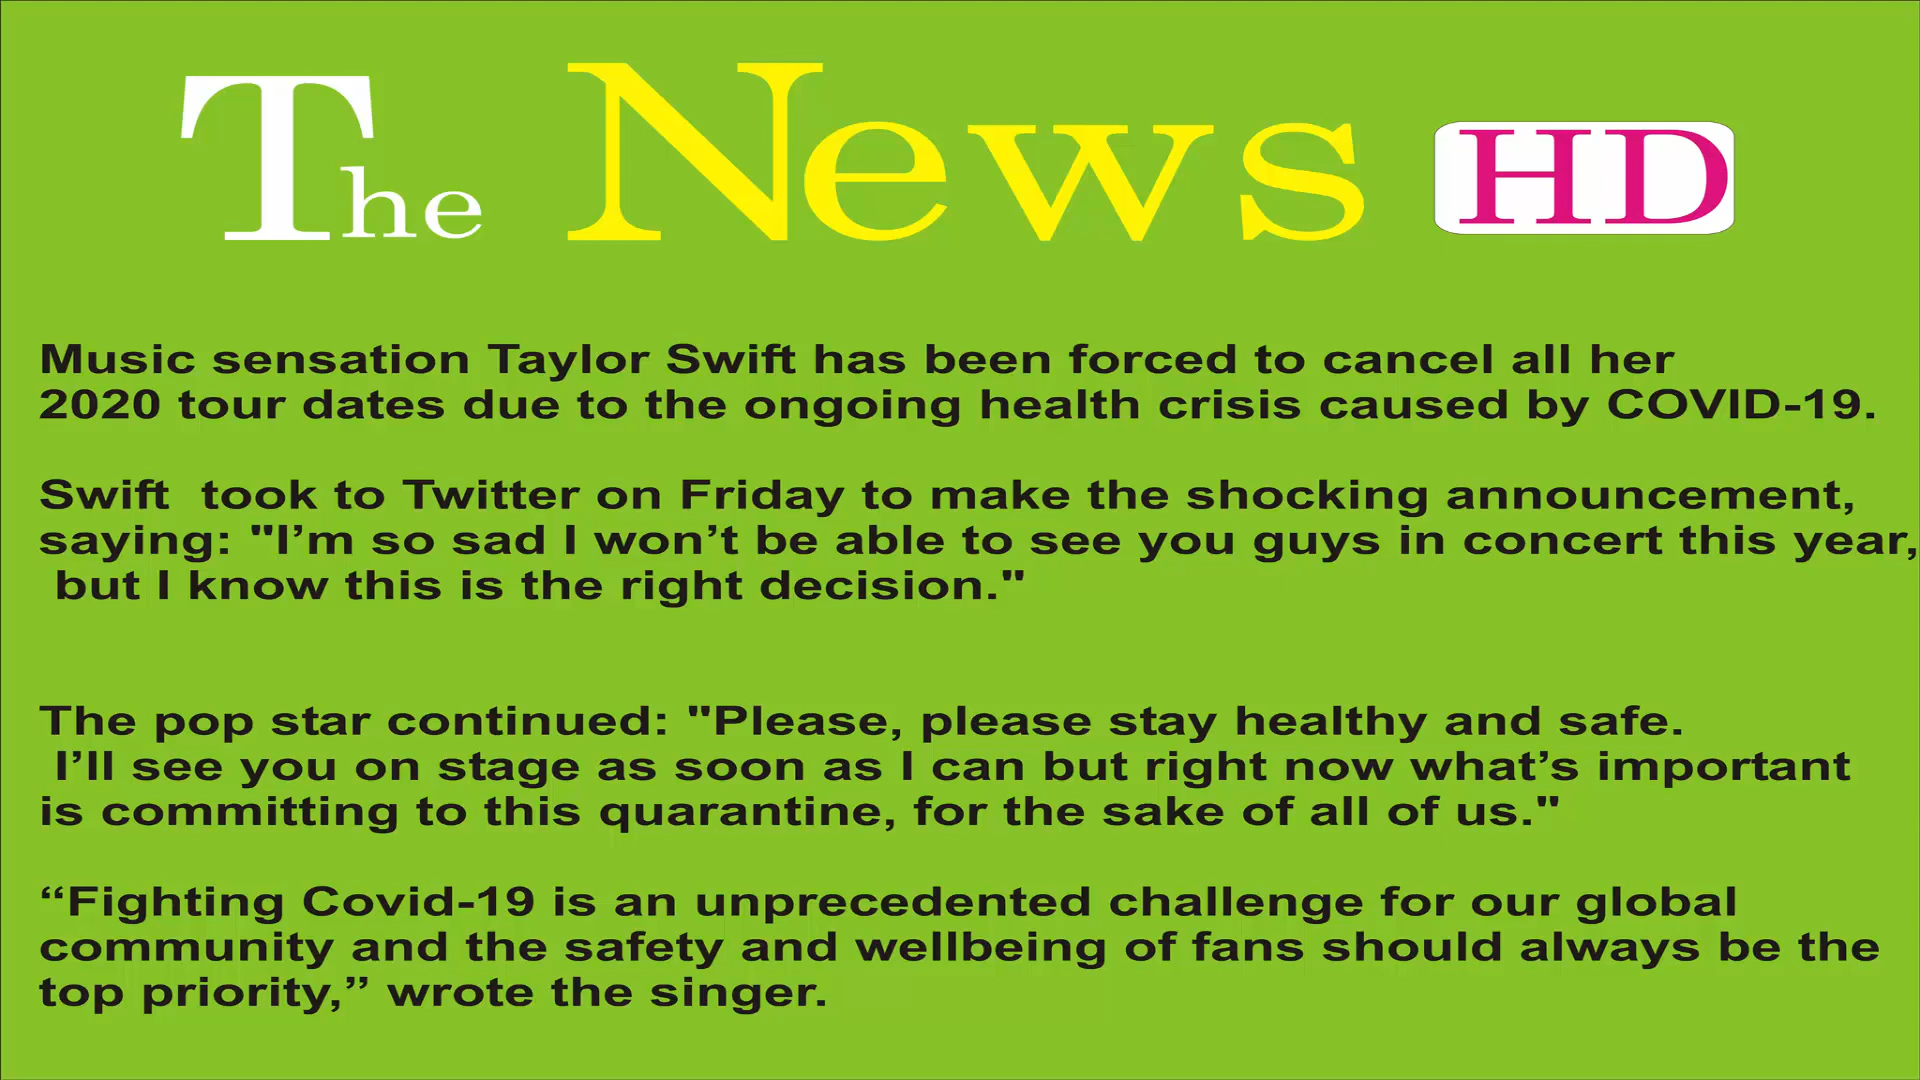 The News HD
Music sensation Taylor Swift has been forced to cancel all her
2020 tour dates due to the ongoing health crisis caused by COVID-19.
Swift  took to Twitter on Friday to make the shocking announcement,
saying: "I’m so sad I won’t be able to see you guys in concert this year,
but I know this is the right decision."
The pop star continued: "Please, please stay healthy and safe.
I’ll see you on stage as soon as I can but right now what’s important
is committing to this quarantine, for the sake of all of us."
“Fighting Covid-19 is an unprecedented challenge for our global
community and the safety and wellbeing of fans should always be the
top priority,” wrote the singer.